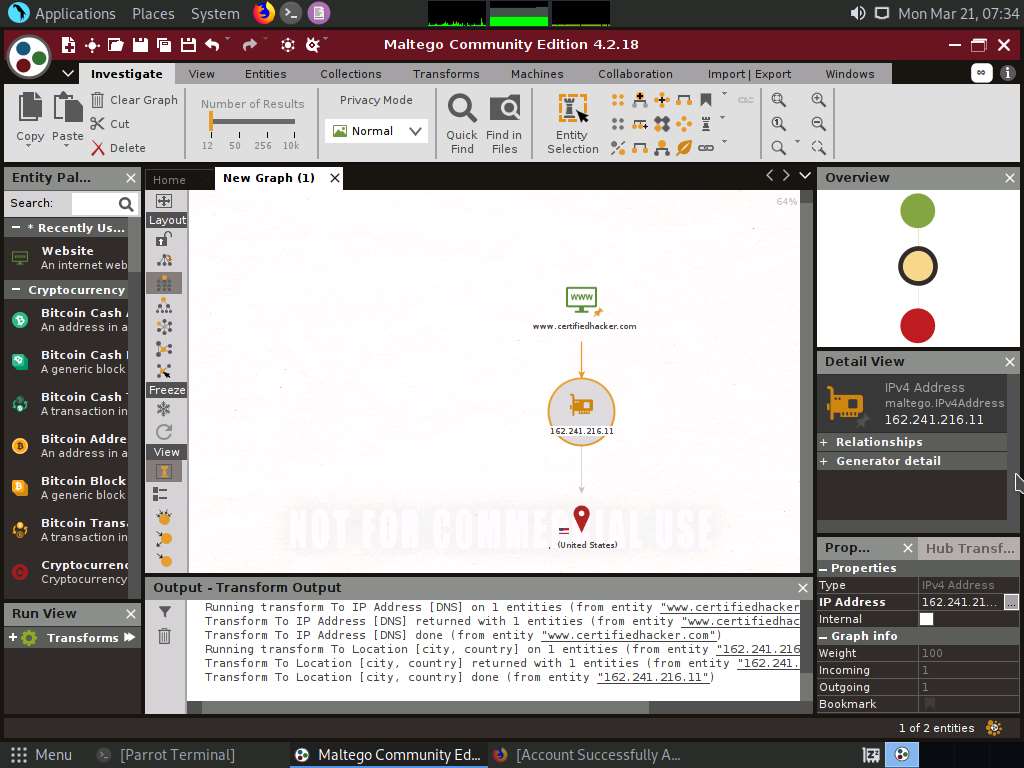 Applications Places System Mon Mar 21, 07:34
Maltego Community Edition 4.2.18
Investigate View Entities Collections Transforms Machines Collaboration Import | Export Windows
Copy
Paste
Clear Graph
Cut
Delete
Number of Results
12 50 256 10k
Privacy Mode
Normal
Quick
Find
Find in
Files
Entity
Selection
Entity Pal...
Search:
* Recently Us...
Website
An internet web
Cryptocurrency
Bitcoin Cash
An address in a
Bitcoin Cash
A generic block
Bitcoin Cash
A transaction in
Bitcoin Addre
An address in a
Bitcoin Block
A generic block
Bitcoin Trans
A transaction in
Cryptocurrenc
Cryptocurrency
Run View
Transforms
Home New Graph (1)
Layout
Freeze
View
64%
WWW
www.certifiedhacker.com
162.241.216.11
, (United States)
NOT FOR COMMERCIAL USE
Output - Transform Output
Running transform To IP Address [DNS] on 1 entities (from entity "www.certifiedhacker
Transform To IP Address [DNS] returned with 1 entities (from entity "www.certifiedhac
Transform To IP Address [DNS] done (from entity "www.certifiedhacker.com")
Running transform To Location [city, country] on 1 entities (from entity "162.241.216
Transform To Location [city, country] returned with 1 entities (from entity "162.241.
Transform To Location [city, country] done (from entity "162.241.216.11")
Overview
Detail View
IPv4 Address
maltego.IPv4Address
162.241.216.11
+ Relationships
+ Generator detail
Prop... Hub Transf...
Properties
Type IPv4 Address
IP Address 162.241.21... ...
Internal
Graph info
Weight 100
Incoming 1
Outgoing 1
Bookmark
1 of 2 entities
Menu [Parrot Terminal] Maltego Community Ed... [Account Successfully A...